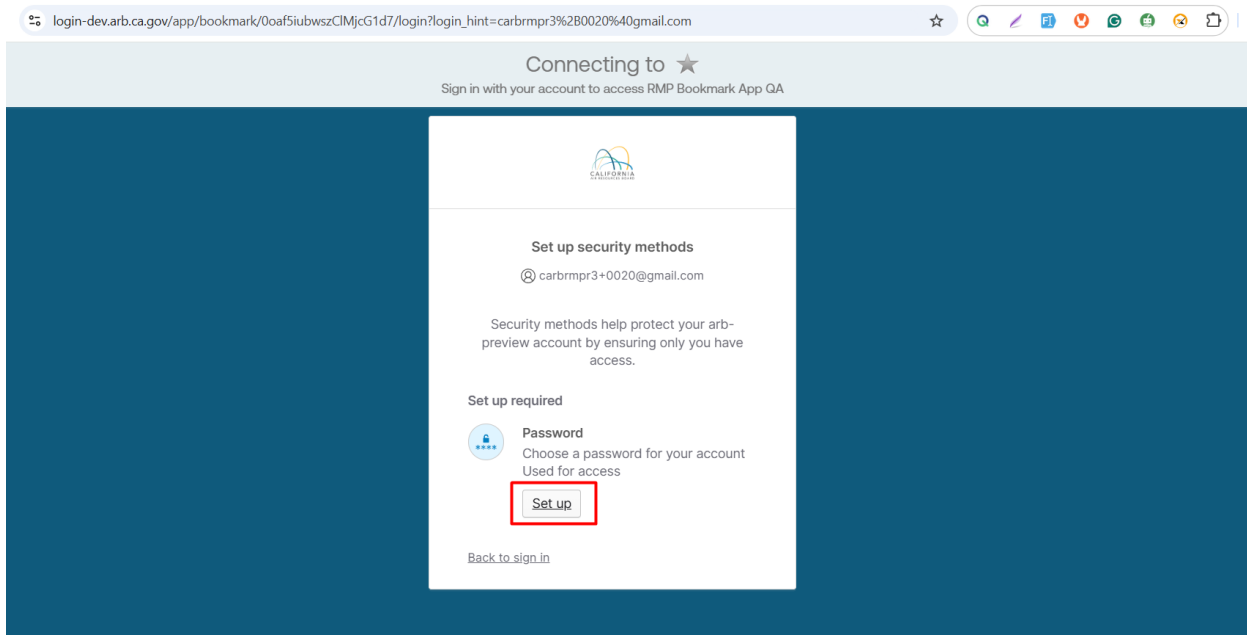 login-dev.arb.ca.gov/app/bookmark/0oaf5iubwszClMjcG1d7/login?login_hint=carbrmpr3%2B0020%40gmail.com
Connecting to
Sign in with your account to access RMP Bookmark App QA
CALIFORNIA
AIR RESOURCES BOARD
Set up security methods
carbrmpr3+0020@gmail.com
Security methods help protect your arb-
preview account by ensuring only you have
access.
Set up required
Password
Choose a password for your account
Used for access
Set up
Back to sign in